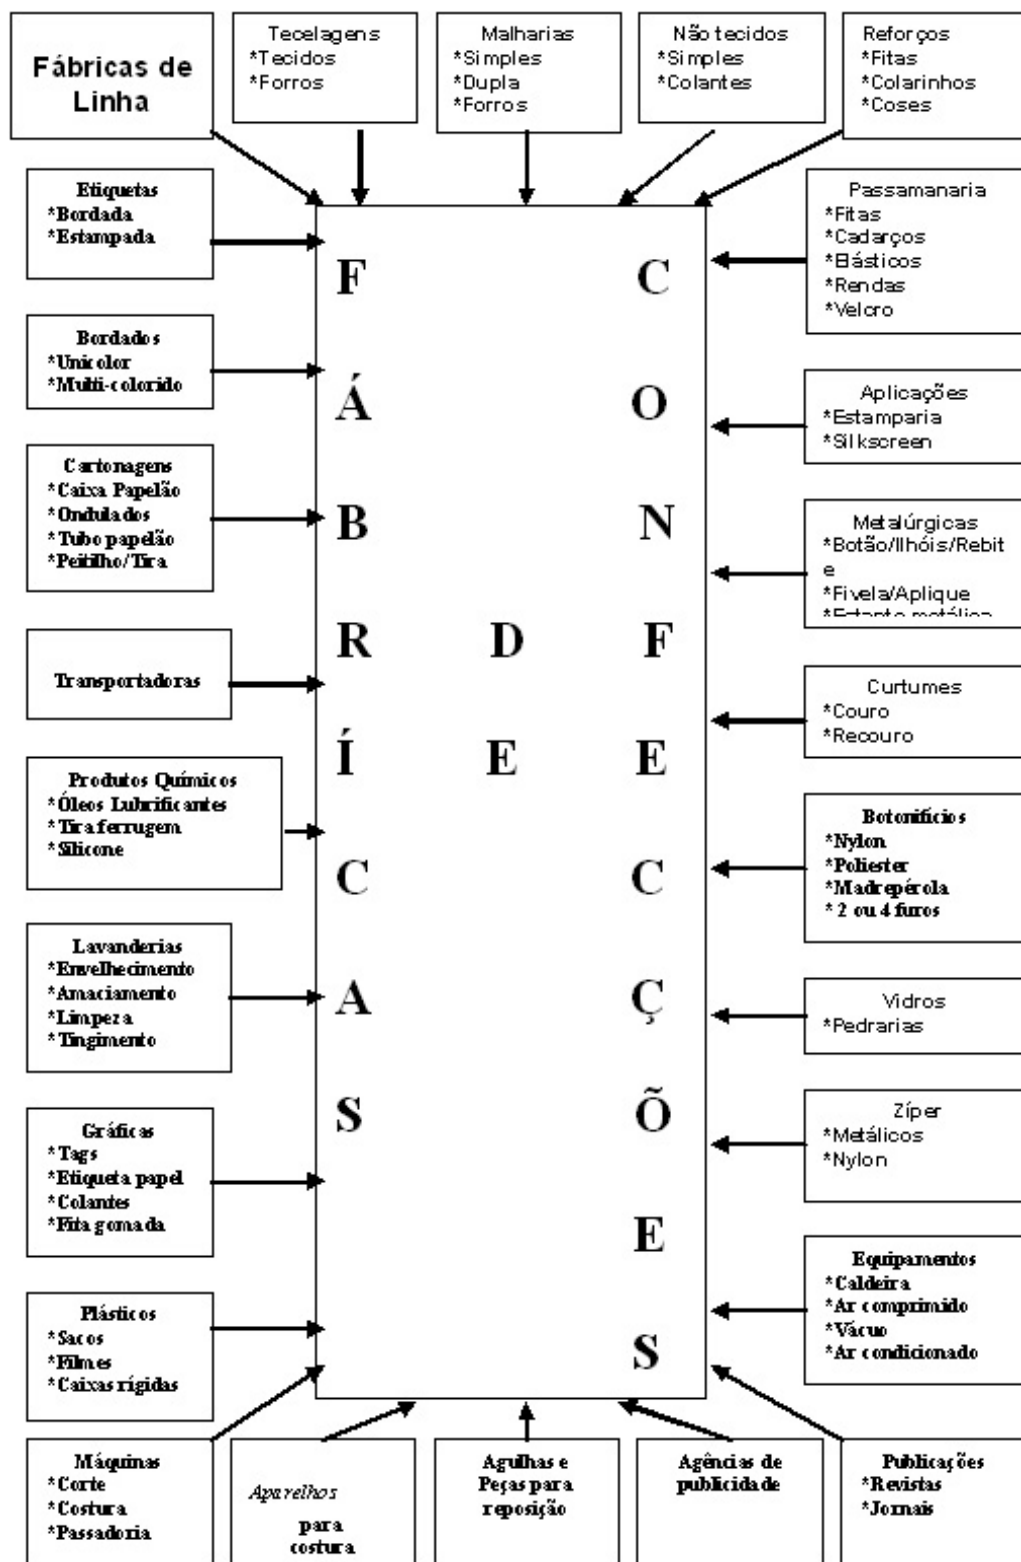 Fábricas de
Linha
Tecelagens
*Tecidos
*Forros
Malharias
*Simples
*Dupla
*Forros
Não tecidos
*Simples
*Colantes
Reforços
*Fitas
*Colarinhos
*Coses
Etiquetas
*Bordada
*Estampada
Bordados
*Unicolor
*Multi-colorido
Cartonagens
*Caixa Papelão
*Ondulados
*Tubo papelão
*Peitilho/Tira
Transportadoras
Produtos Químicos
*Óleos Lubrificantes
*Tira ferrugem
*Silicone
Lavanderias
*Envelhecimento
*Amaciamento
*Limpeza
*Tingimento
Gráficas
*Tags
*Etiqueta papel
*Colantes
*Fita gomada
Plásticos
*Sacos
*Filmes
*Caixas rígidas
F
Á
B
R
Í
C
A
S
D
E
C
O
N
F
E
C
Ç
Õ
E
S
Passamanaria
*Fitas
*Cadarços
*Elásticos
*Rendas
*Velcro
Aplicações
*Estamparia
*Silkscreen
Metalúrgicas
*Botão/Ilhóis/Rebit
e
*Fivela/Aplique
*Estante metálica
Curtumes
*Couro
*Recouro
Botonifícios
*Nylon
*Poliester
*Madrepérola
* 2 ou 4 furos
Vidros
*Pedrarias
Zíper
*Metálicos
*Nylon
Equipamentos
*Caldeira
*Ar comprimido
*Vácuo
*Ar condicionado
Máquinas
*Corte
*Costura
*Passadoria
Aparelhos
para
costura
Agulhas e
Peças para
reposição
Agências de
publicidade
Publicações
*Revistas
*Jornais